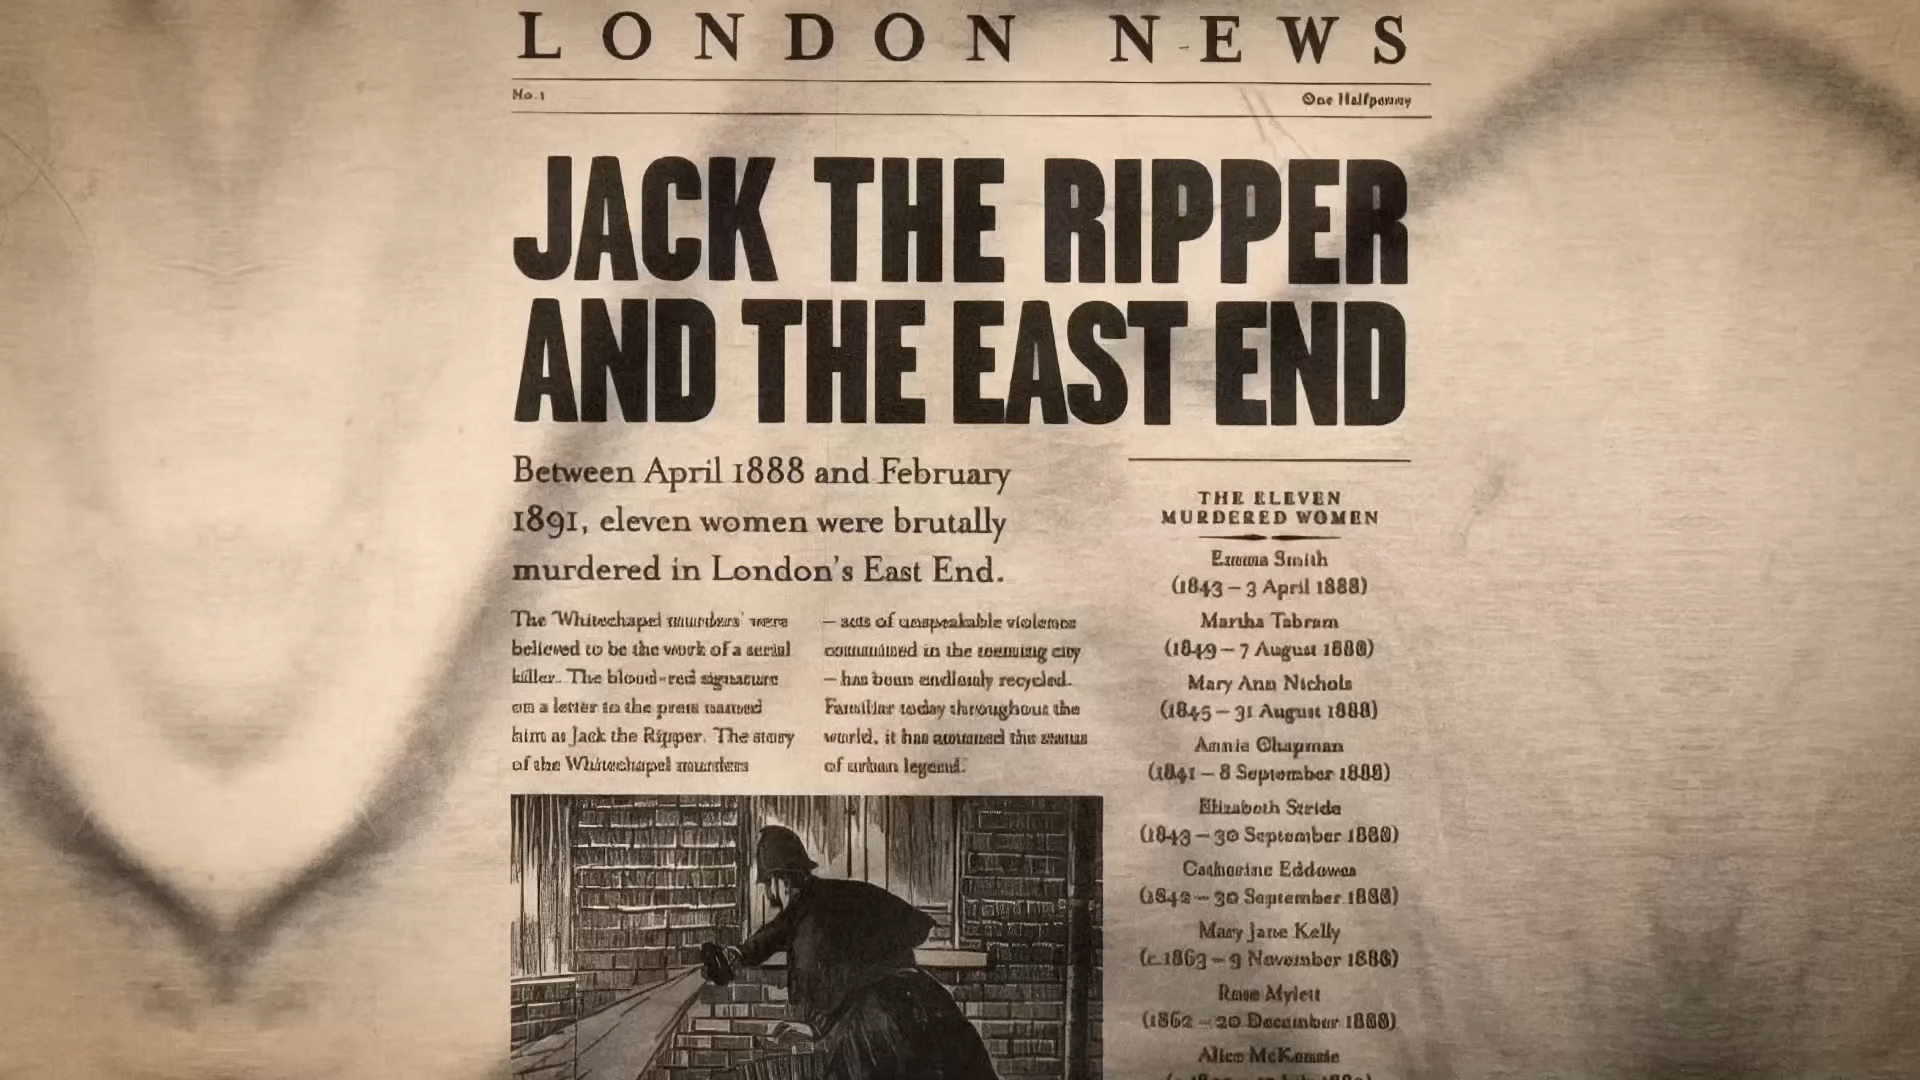 LONDON NEWS
No. 1
One Halfpenny
JACK THE RIPPER
AND THE EAST END
Between April 1888 and February
1891, eleven women were brutally
murdered in London's East End.
The 'Whitechapel murders' were
believed to be the work of a serial
killer. The blood-red signature
on a letter to the press named
him as Jack the Ripper. The story
of the Whitechapel murders
– acts of unspeakable violence
committed in the teeming city
– has been endlessly recycled.
Familiar today throughout the
world, it has assumed the status
of urban legend.
THE ELEVEN
MURDERED WOMEN
Emma Smith
(1843 – 3 April 1888)
Martha Tabram
(1849 – 7 August 1888)
Mary Ann Nichols
(1845 – 31 August 1888)
Annie Chapman
(1841 – 8 September 1888)
Elizabeth Stride
(1843 – 30 September 1888)
Catherine Eddowes
(1842 – 30 September 1888)
Mary Jane Kelly
(c.1863 – 9 November 1888)
Rose Mylett
(1862 – 20 December 1888)
Alice McKenzie